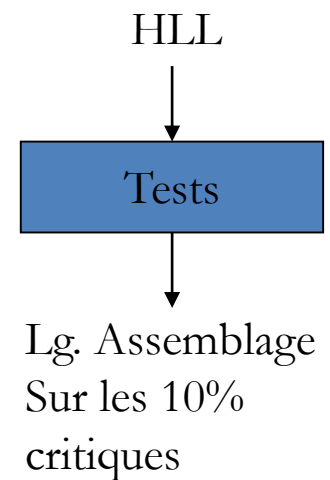 HLL
Tests
Lg. Assemblage
Sur les 10%
critiques